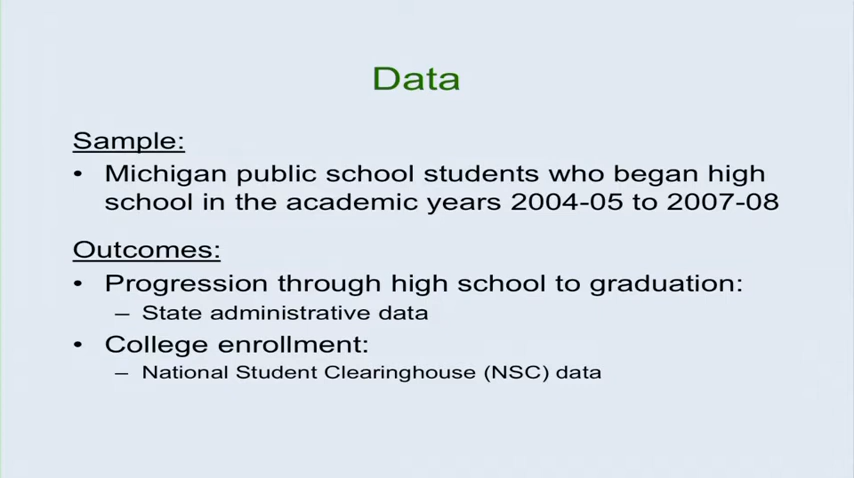 Data
Sample:
• Michigan public school students who began high
school in the academic years 2004-05 to 2007-08
Outcomes:
• Progression through high school to graduation:
– State administrative data
• College enrollment:
– National Student Clearinghouse (NSC) data